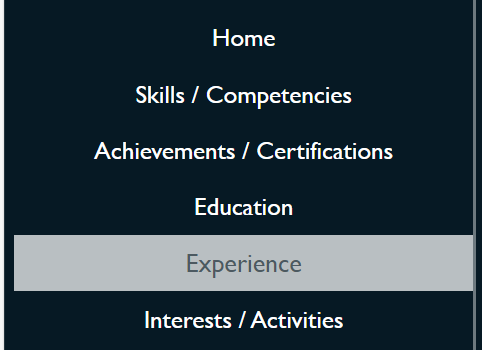 Home
Skills / Competencies
Achievements / Certifications
Education
Experience
Interests / Activities